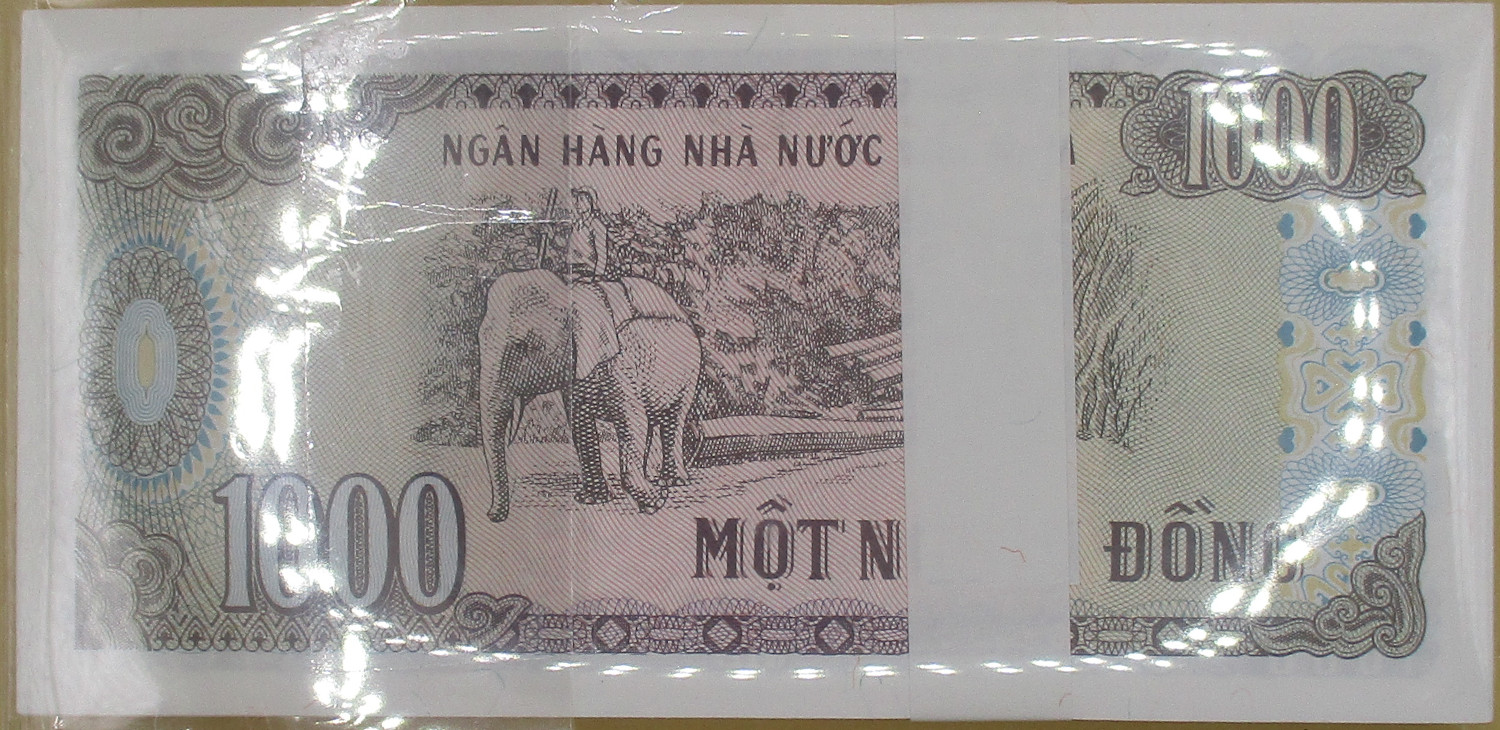 NGÂN HÀNG NHÀ NƯỚC
1000
1000
MỘT N ĐỒNG